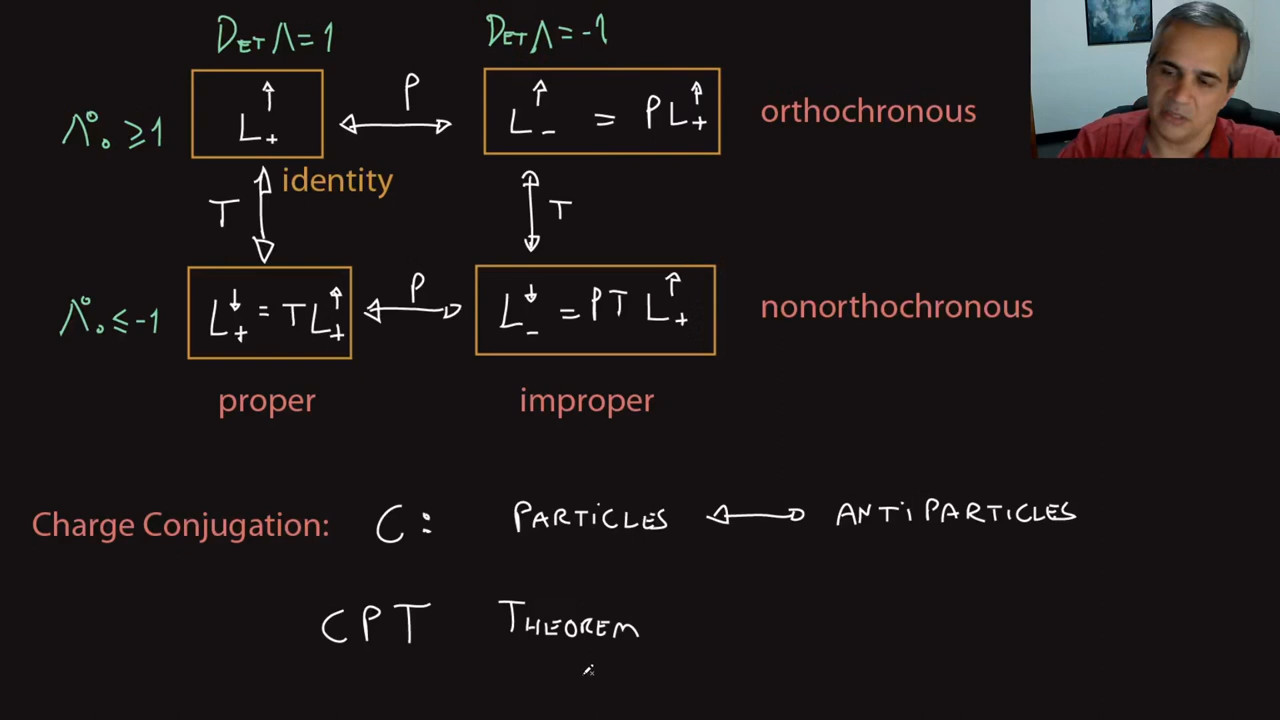 Det Λ = 1 Det Λ = -1
Λ⁰₀ ≥ 1 L₊↑ P L₋↑ = P L₊↑ orthochronous
identity
T T
Λ⁰₀ ≤ -1 L₊↓ = T L₊↑ P L₋↓ = P T L₊↑ nonorthochronous
proper improper
Charge Conjugation: C: PARTiCLES ↔ ANTiPARTiCLES
CPT THEOREM